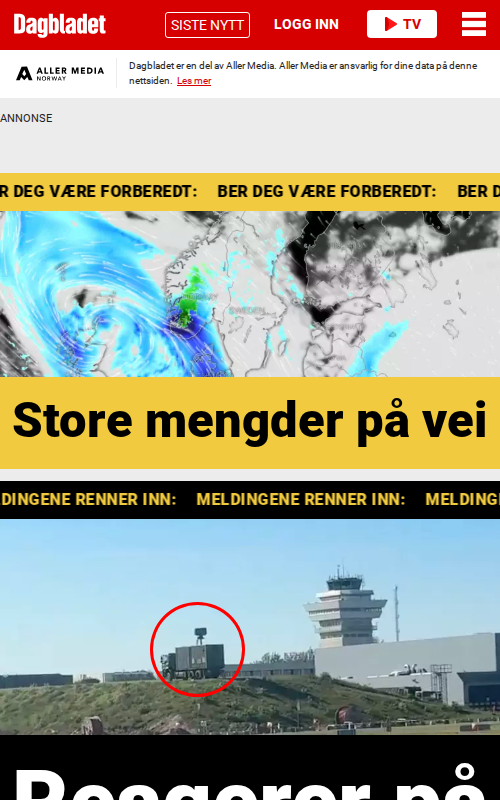 Dagbladet
SISTE NYTT
LOGG INN
TV
ALLER MEDIA
NORWAY
Dagbladet er en del av Aller Media. Aller Media er ansvarlig for dine data på denne
nettsiden. Les mer
ANNONSE
R DEG VÆRE FORBEREDT: BER DEG VÆRE FORBEREDT: BER D
SWEDEN
Store mengder på vei
DINGENE RENNER INN: MELDINGENE RENNER INN: MELDING
Reagerer på